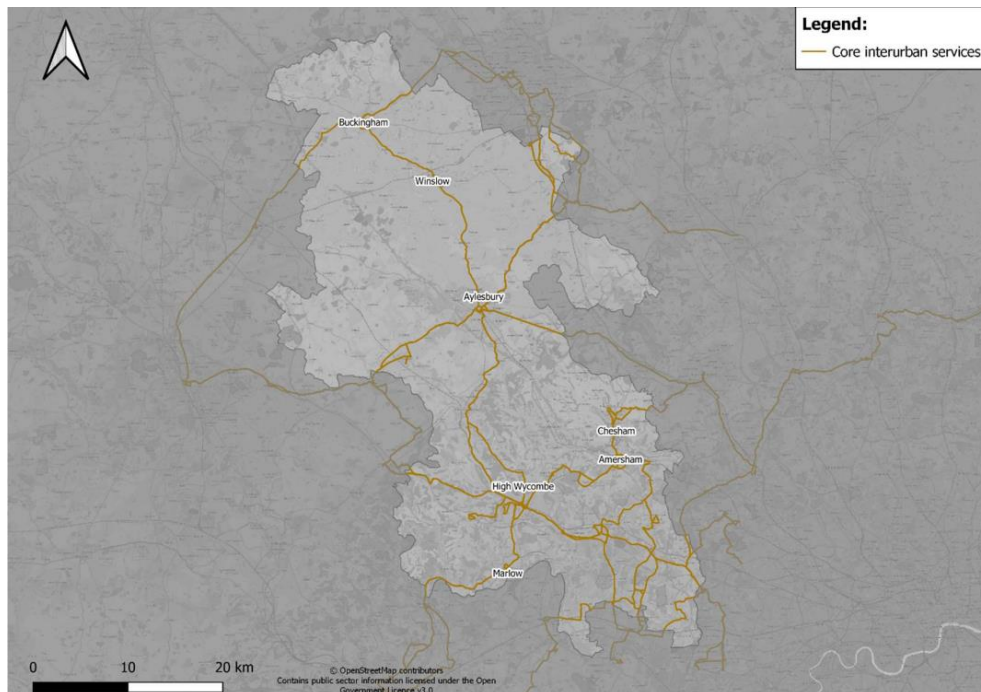 Legend:
Core interurban services
Buckingham
Winslow
Aylesbury
Chesham
Amersham
High Wycombe
Marlow
0 10 20 km
© OpenStreetMap contributors
Contains public sector information licensed under the Open
Government Licence v3.0